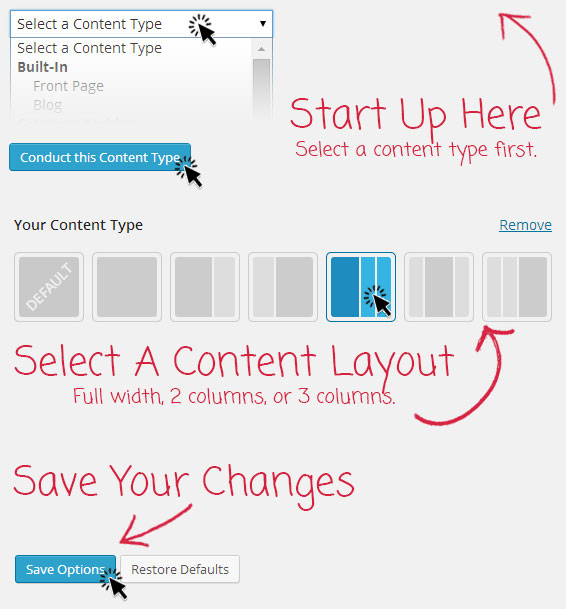 Select a Content Type
Select a Content Type
Built-In
Front Page
Blog
Start Up Here
Select a content type first.
Conduct this Content Type
Your Content Type
Remove
DEFAULT
Select A Content Layout
Full width, 2 columns, or 3 columns.
Save Your Changes
Save Options
Restore Defaults